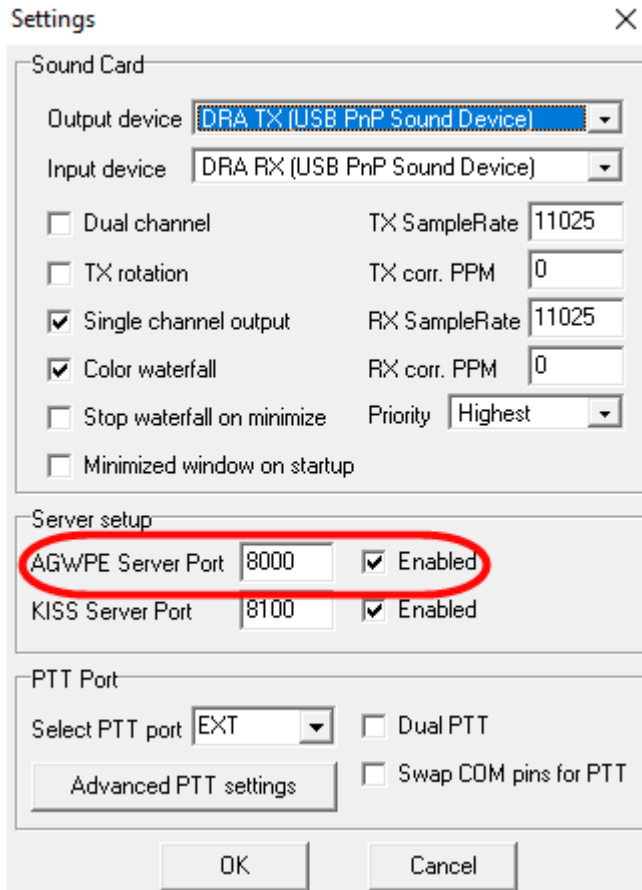 Settings
Sound Card
Output device DRA TX (USB PnP Sound Device)
Input device DRA RX (USB PnP Sound Device)
Dual channel TX SampleRate 11025
TX rotation TX corr. PPM 0
Single channel output RX SampleRate 11025
Color waterfall RX corr. PPM 0
Stop waterfall on minimize Priority Highest
Minimized window on startup
Server setup
AGWPE Server Port 8000 Enabled
KISS Server Port 8100 Enabled
PTT Port
Select PTT port EXT Dual PTT
Advanced PTT settings Swap COM pins for PTT
OK Cancel